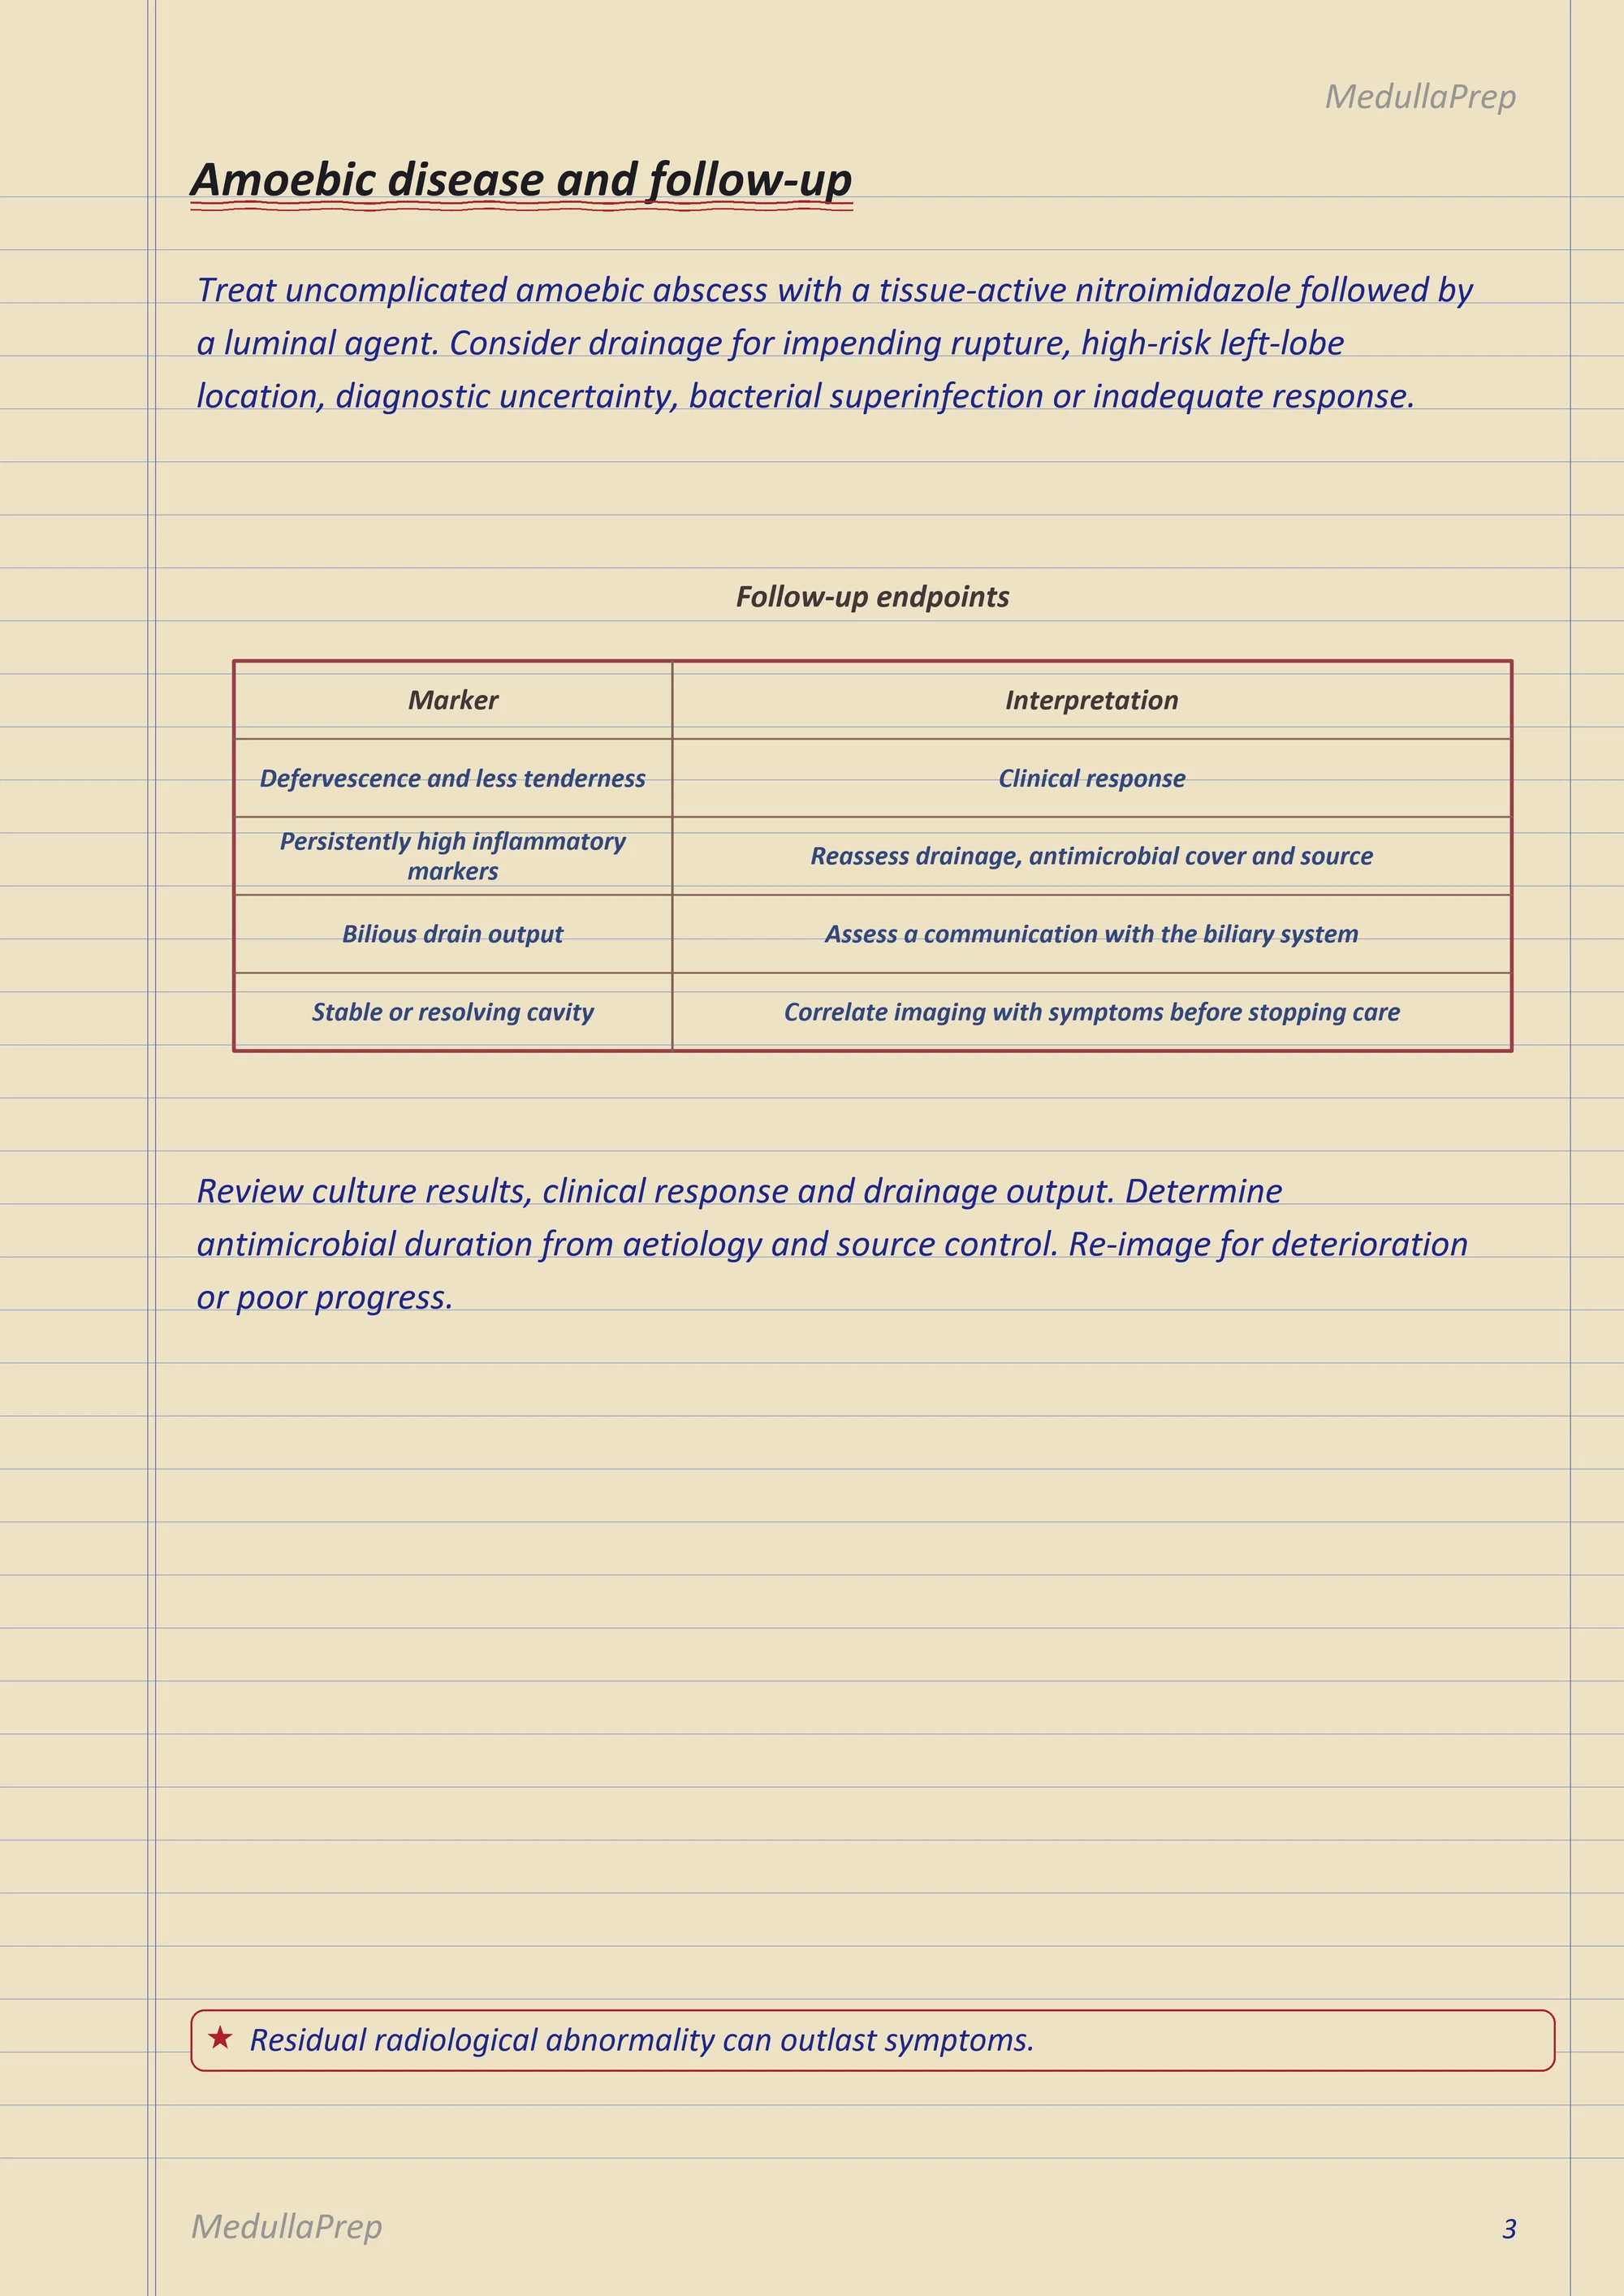 MedullaPrep
Amoebic disease and follow-up
Treat uncomplicated amoebic abscess with a tissue-active nitroimidazole followed by
a luminal agent. Consider drainage for impending rupture, high-risk left-lobe
location, diagnostic uncertainty, bacterial superinfection or inadequate response.
Follow-up endpoints
Marker Interpretation
Defervescence and less tenderness Clinical response
Persistently high inflammatory
markers Reassess drainage, antimicrobial cover and source
Bilious drain output Assess a communication with the biliary system
Stable or resolving cavity Correlate imaging with symptoms before stopping care
Review culture results, clinical response and drainage output. Determine
antimicrobial duration from aetiology and source control. Re-image for deterioration
or poor progress.
★ Residual radiological abnormality can outlast symptoms.
MedullaPrep 3